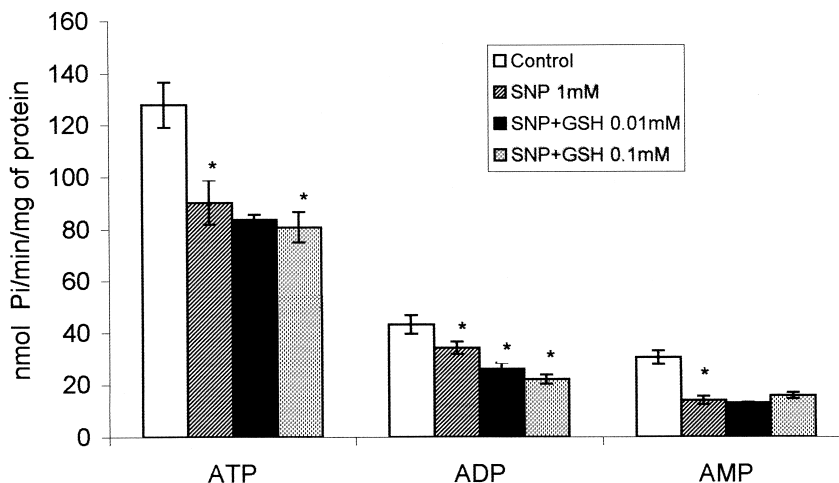 160
140
120
100
80
60
40
20
0
nmol Pi/min/mg of protein
Control
SNP 1mM
SNP+GSH 0.01mM
SNP+GSH 0.1mM
* *
* * *
*
ATP ADP AMP